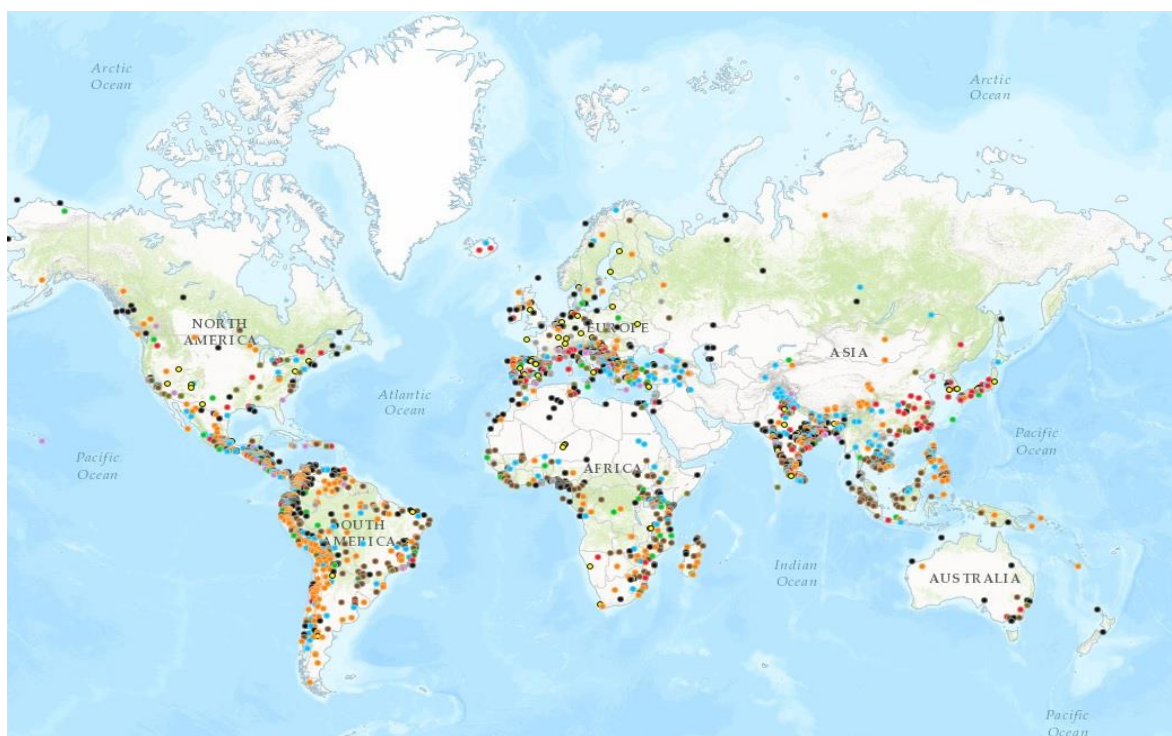 Arctic
Ocean
Arctic
Ocean
NORTH
AMERICA
EUROPE
ASIA
Atlantic
Ocean
Pacific
Ocean
Pacific
Ocean
AFRICA
SOUTH
AMERICA
Indian
Ocean
AUSTRALIA
Pacific
Ocean